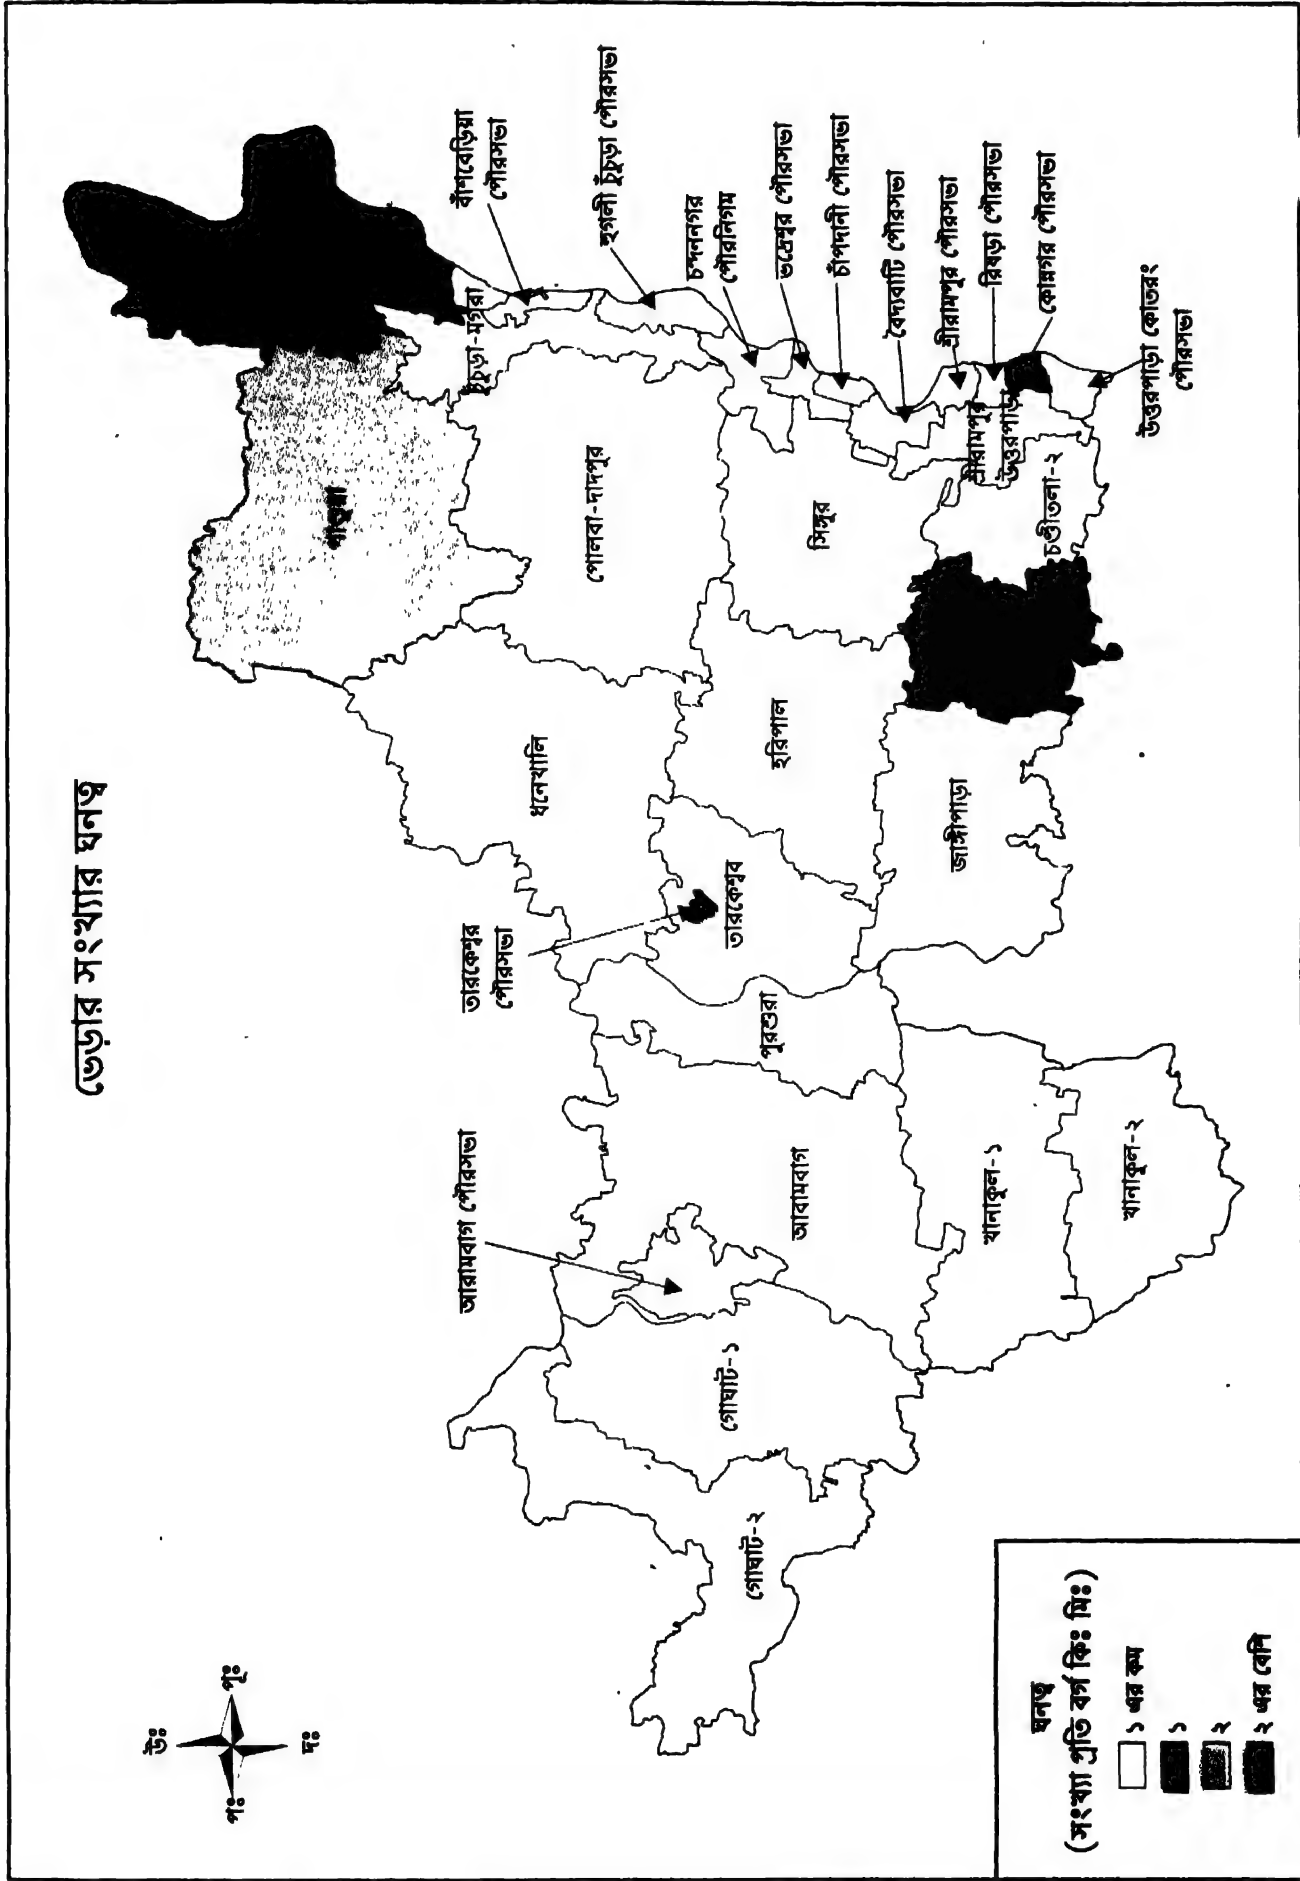 ভেড়ার সংখ্যার ঘনত্ব
উঃ
পঃ
পূঃ
দঃ
আরামবাগ পৌরসভা
তারকেশ্বর
পৌরসভা
বাঁশবেড়িয়া
পৌরসভা
হুগলী চুঁচুড়া পৌরসভা
চন্দননগর
পৌরনিগম
ভদ্রেশ্বর পৌরসভা
চাঁপদানী পৌরসভা
বৈদ্যবাটি পৌরসভা
শ্রীরামপুর পৌরসভা
রিষড়া পৌরসভা
কোন্নগর পৌরসভা
উত্তরপাড়া কোতরং
পৌরসভা
পান্ডুয়া
চুঁচুড়া-মগরা
ধনেখালি
পোলবা-দাদপুর
গোঘাট-২
গোঘাট-১
আরামবাগ
পুরশুরা
তারকেশ্বর
হরিপাল
সিঙ্গুর
শ্রীরামপুর
উত্তরপাড়া
খানাকুল-১
জাঙ্গীপাড়া
চণ্ডীতলা-২
খানাকুল-২
ঘনত্ব
(সংখ্যা প্রতি বর্গ কিঃ মিঃ)
১ এর কম
১
২
২ এর বেশি